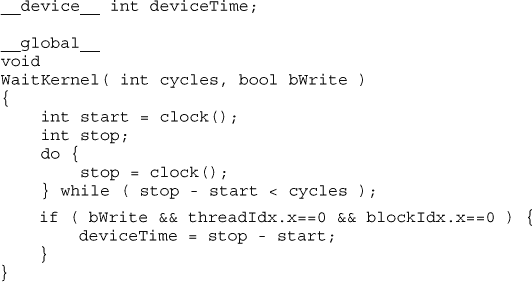 __device__ int deviceTime;
__global__
void
WaitKernel( int cycles, bool bWrite )
{
    int start = clock();
    int stop;
    do {
        stop = clock();
    } while ( stop - start < cycles );
    if ( bWrite && threadIdx.x==0 && blockIdx.x==0 ) {
        deviceTime = stop - start;
    }
}